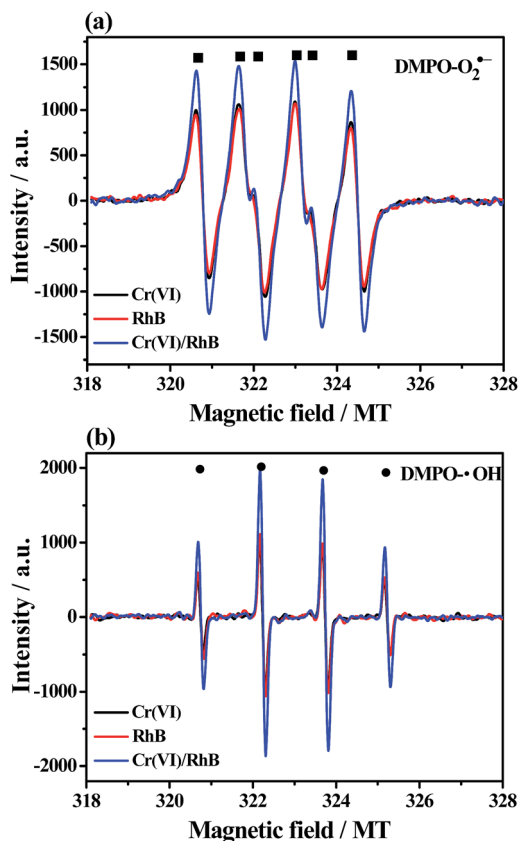 (a)
DMPO-O₂•−
1500
1000
500
0
-500
-1000
-1500
Intensity / a.u.
Cr(VI)
RhB
Cr(VI)/RhB
318 320 322 324 326 328
Magnetic field / MT
(b)
DMPO-•OH
2000
1000
0
-1000
-2000
Intensity / a.u.
Cr(VI)
RhB
Cr(VI)/RhB
318 320 322 324 326 328
Magnetic field / MT